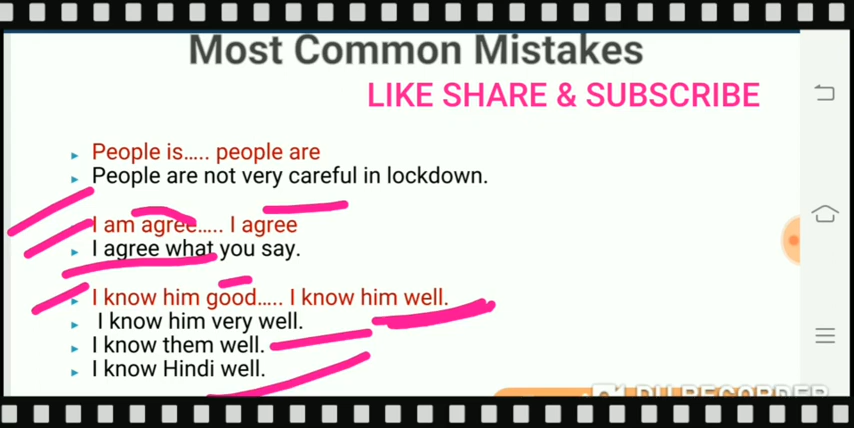 Most Common Mistakes
LIKE SHARE & SUBSCRIBE
People is..... people are
People are not very careful in lockdown.
I am agree..... I agree
I agree what you say.
I know him good..... I know him well.
I know him very well.
I know them well.
I know Hindi well.
DU RECORDER